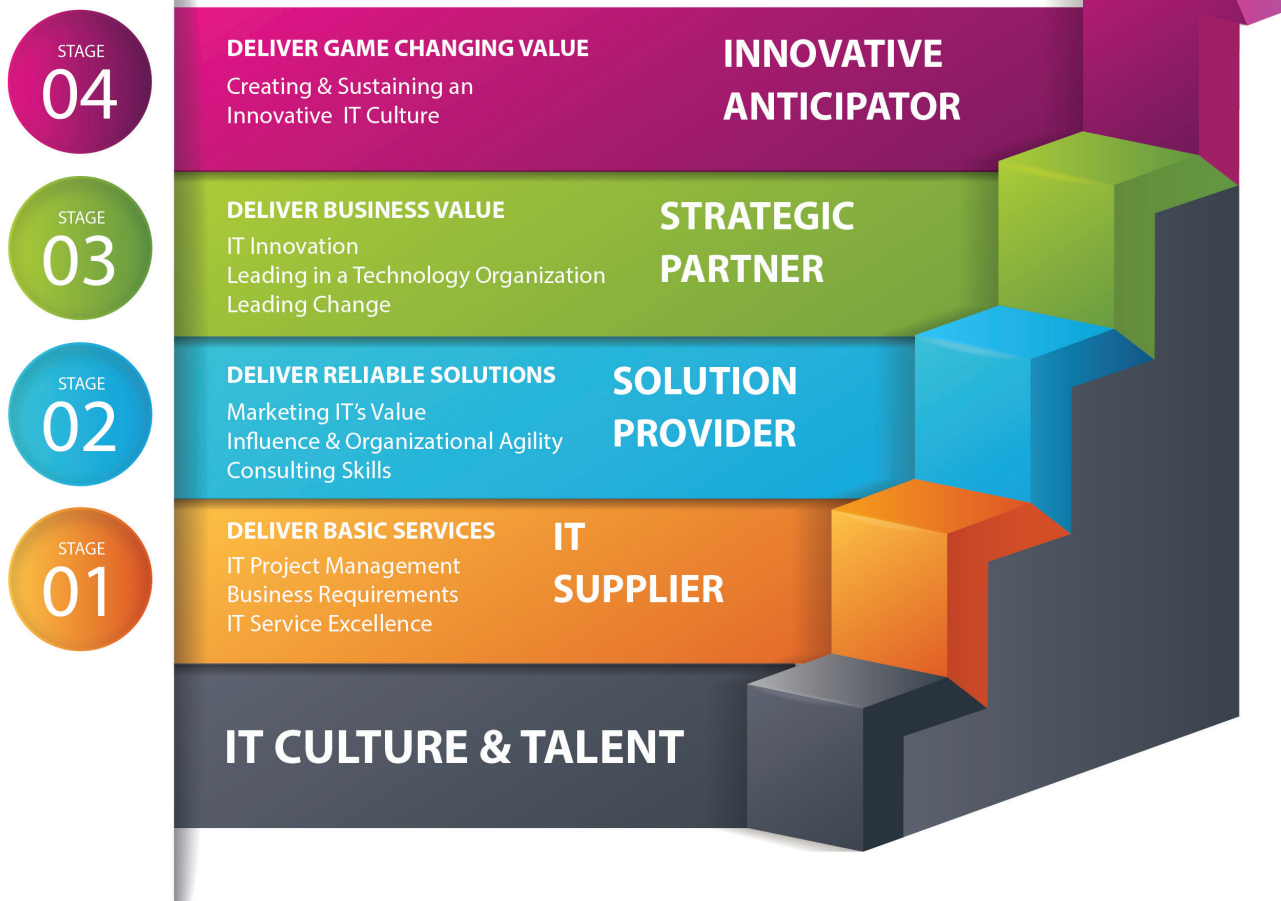 STAGE
04
DELIVER GAME CHANGING VALUE
Creating & Sustaining an
Innovative IT Culture
INNOVATIVE
ANTICIPATOR
STAGE
03
DELIVER BUSINESS VALUE
IT Innovation
Leading in a Technology Organization
Leading Change
STRATEGIC
PARTNER
STAGE
02
DELIVER RELIABLE SOLUTIONS
Marketing IT's Value
Influence & Organizational Agility
Consulting Skills
SOLUTION
PROVIDER
STAGE
01
DELIVER BASIC SERVICES
IT Project Management
Business Requirements
IT Service Excellence
IT
SUPPLIER
IT CULTURE & TALENT